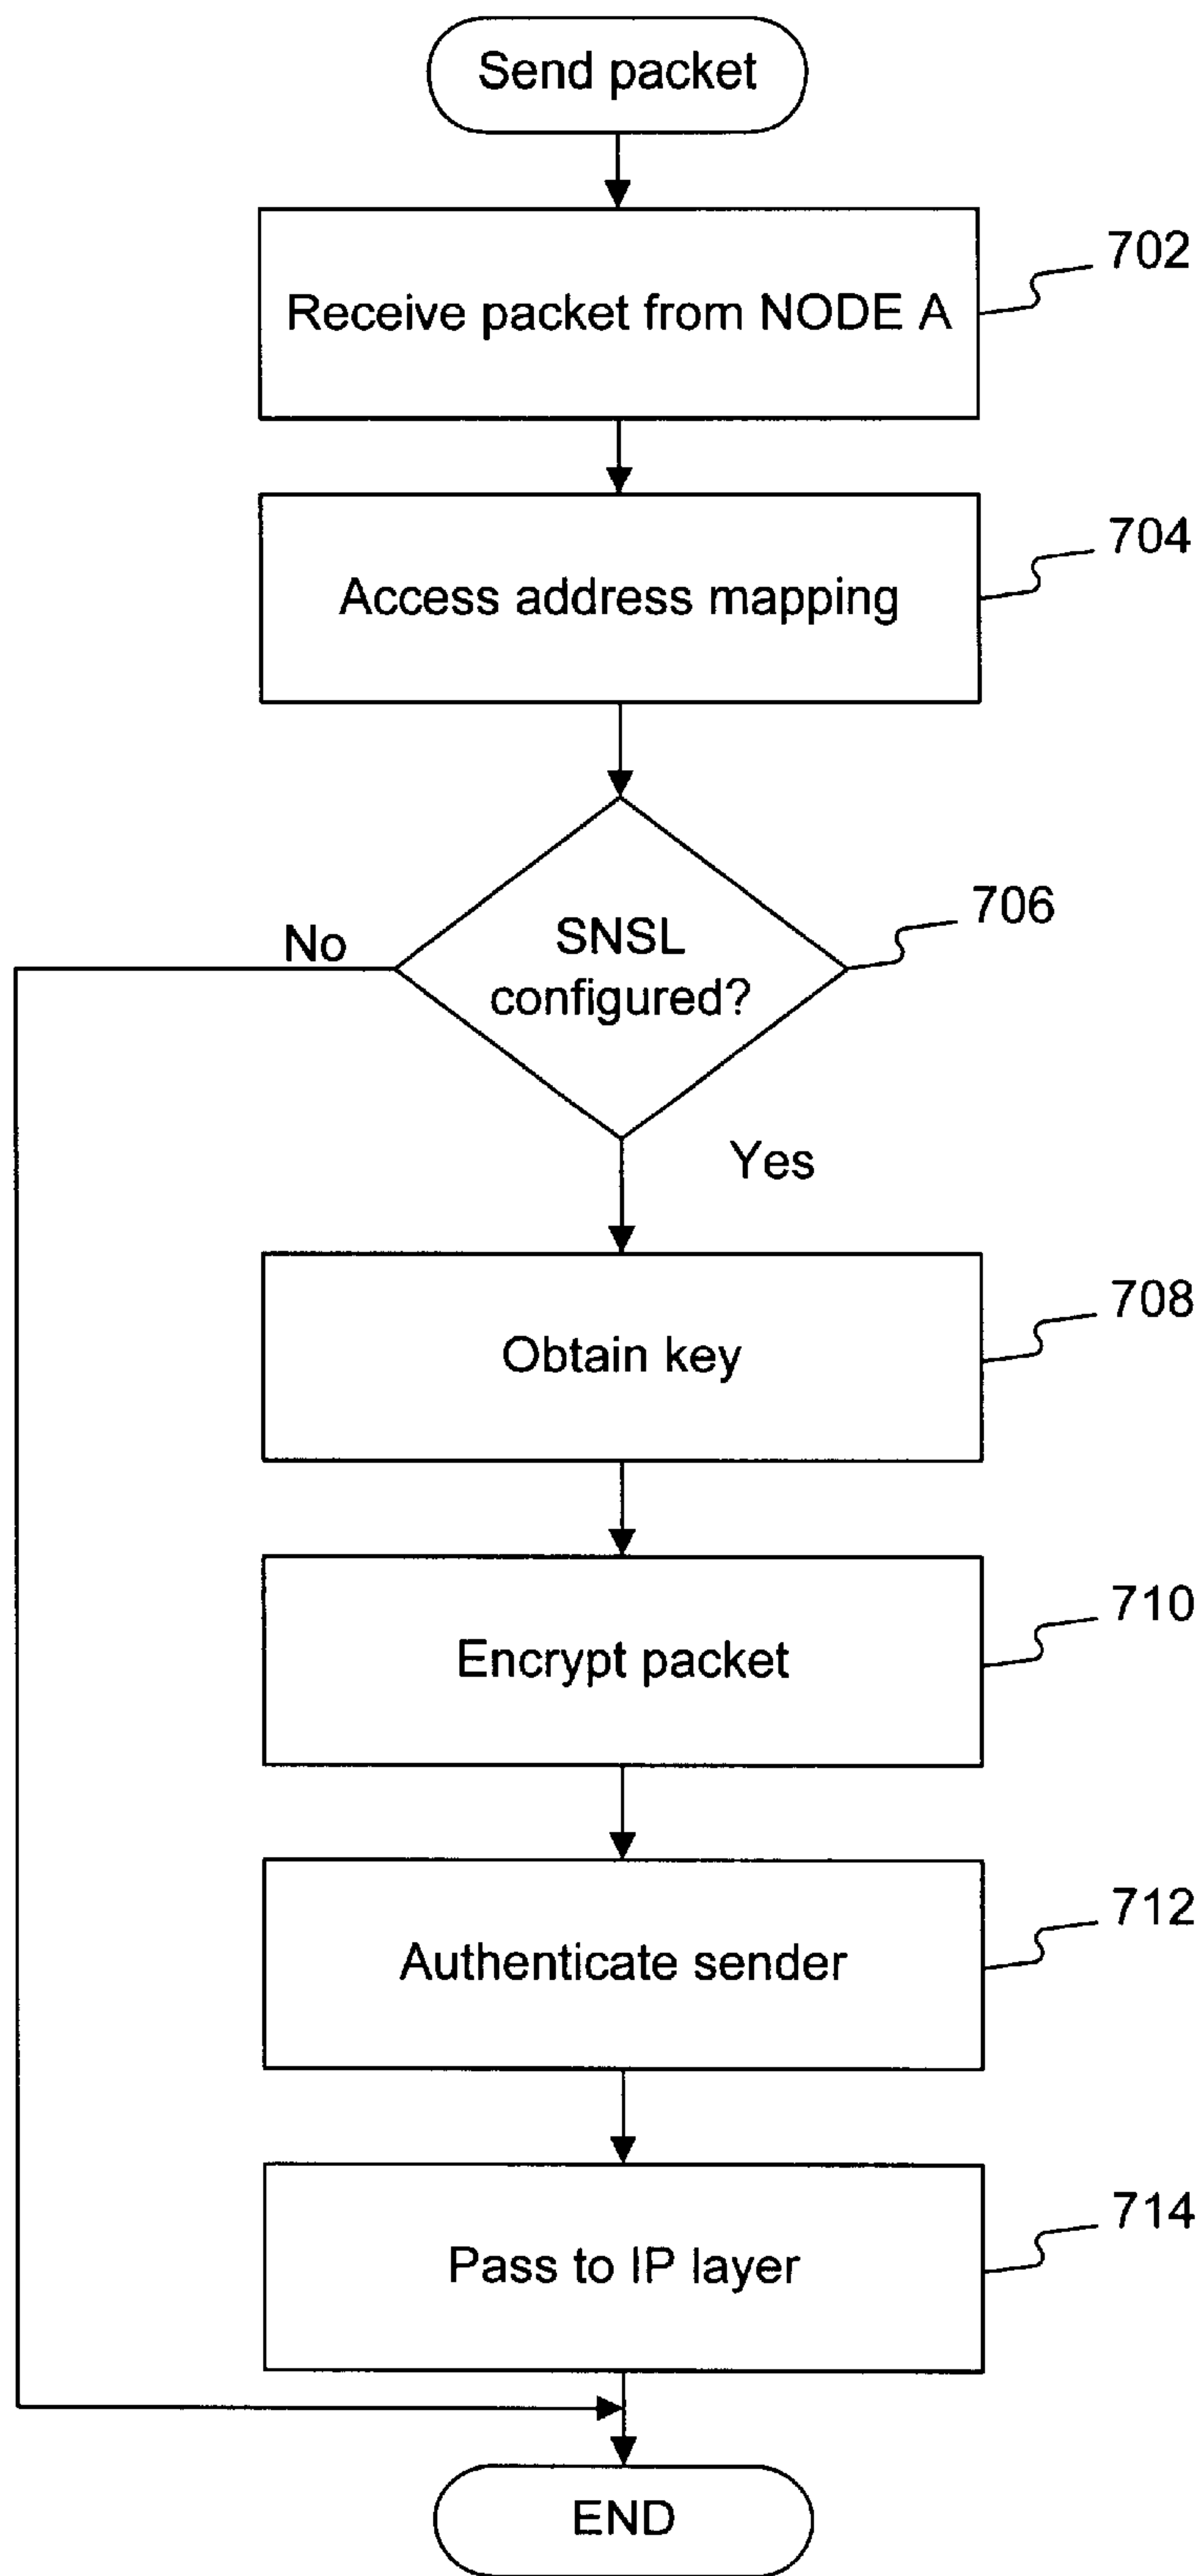 Send packet
Receive packet from NODE A
702
Access address mapping
704
SNSL
configured?
706
No
Yes
Obtain key
708
Encrypt packet
710
Authenticate sender
712
Pass to IP layer
714
END